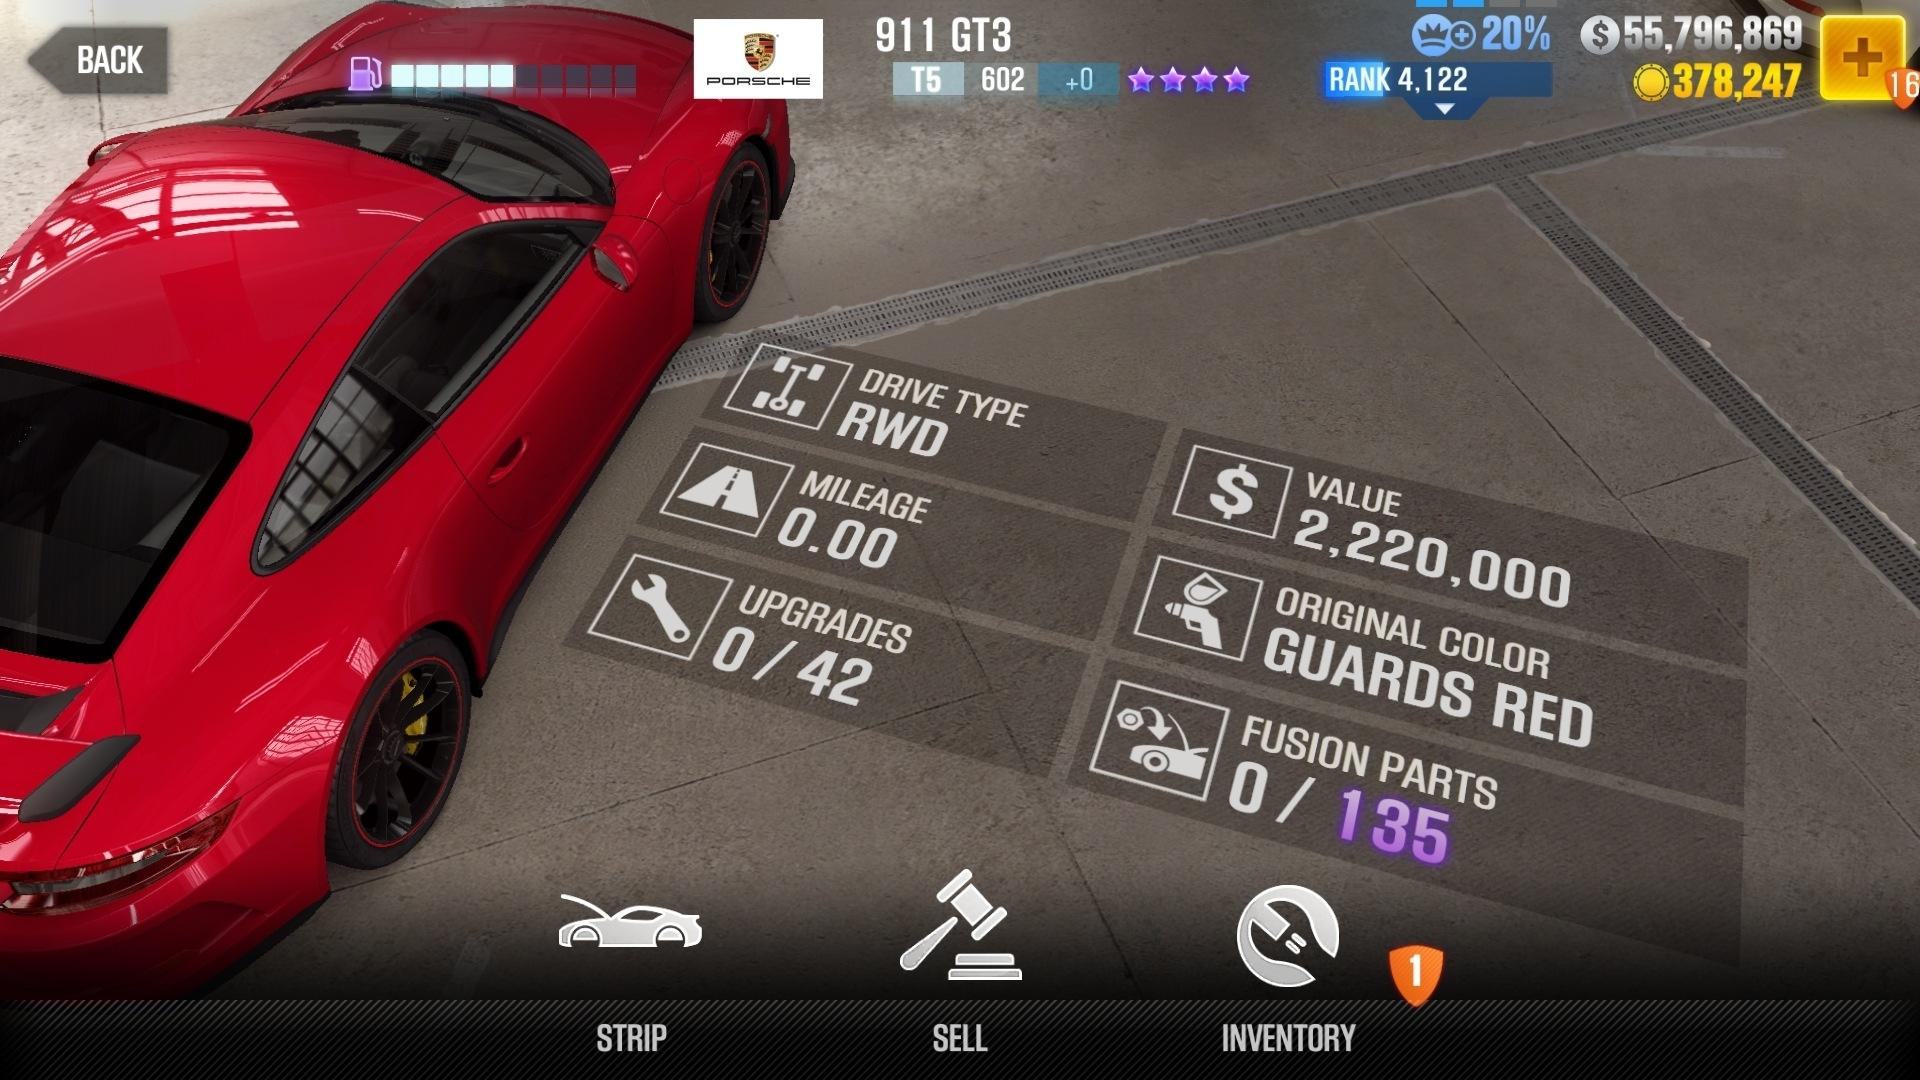 BACK
PORSCHE
911 GT3
T5 602 +0
20%
RANK 4,122
$ 55,796,869
378,247
16
DRIVE TYPE
RWD
MILEAGE
0.00
UPGRADES
0 / 42
$ VALUE
2,220,000
ORIGINAL COLOR
GUARDS RED
FUSION PARTS
0 / 135
1
STRIP
SELL
INVENTORY